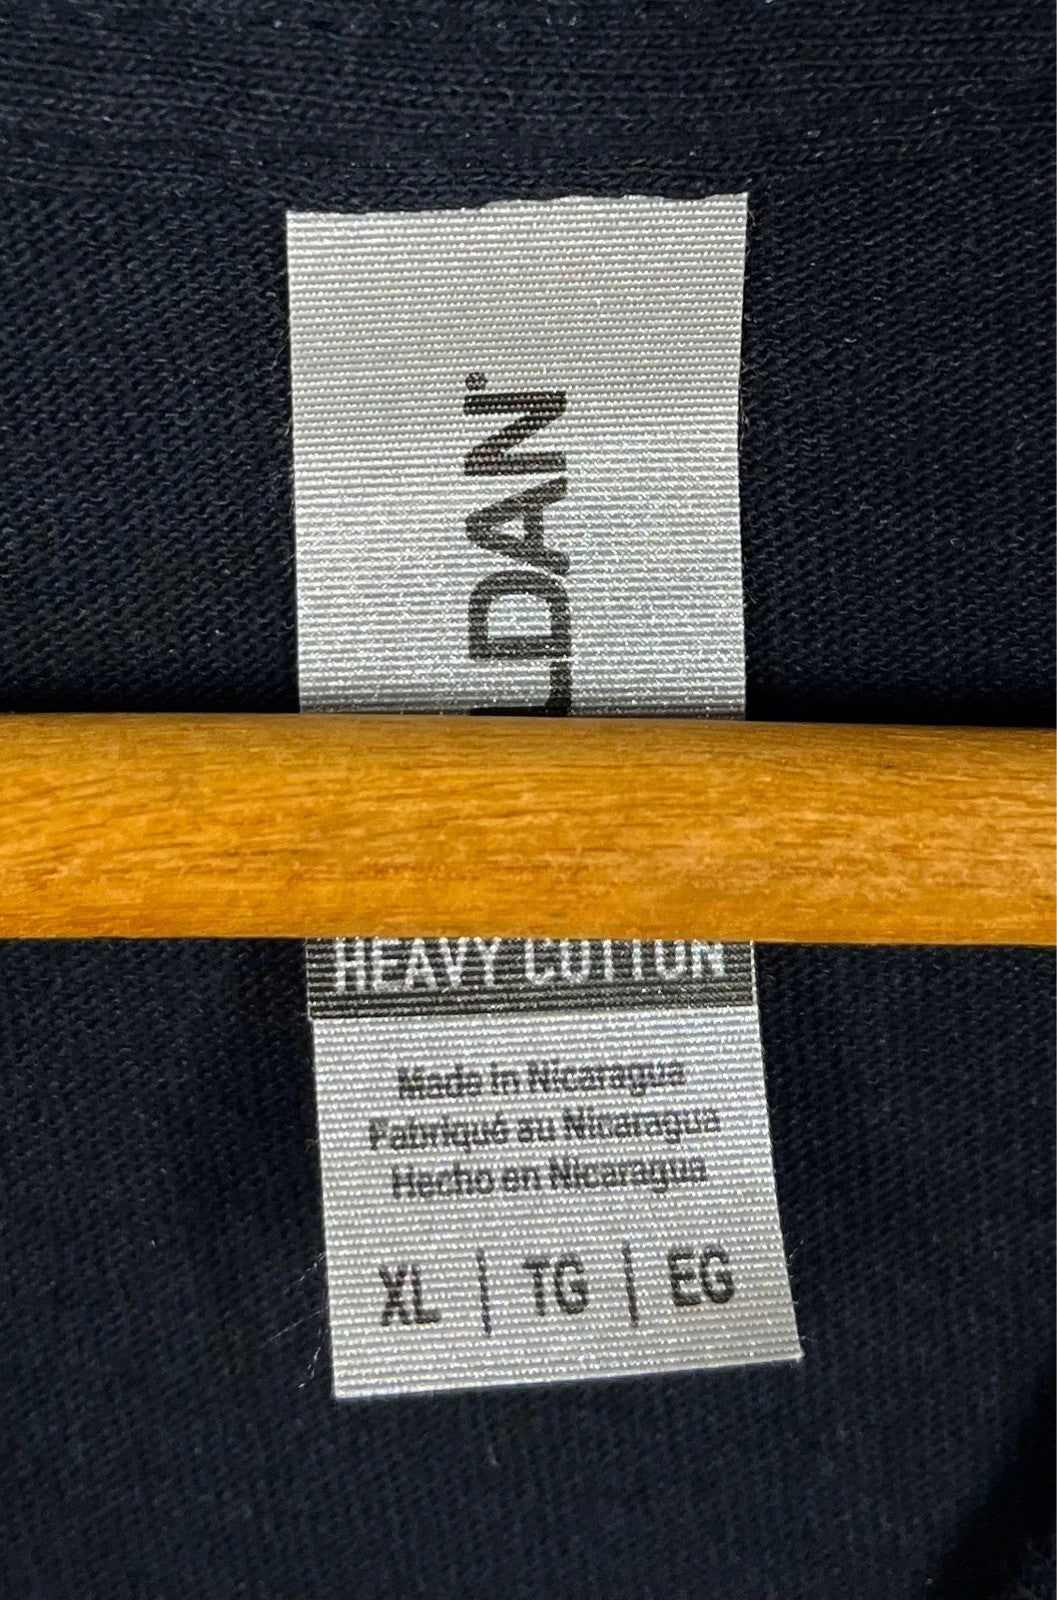 LDAN®
HEAVY COTTON
Made in Nicaragua
Fabriqué au Nicaragua
Hecho en Nicaragua
XL | TG | EG